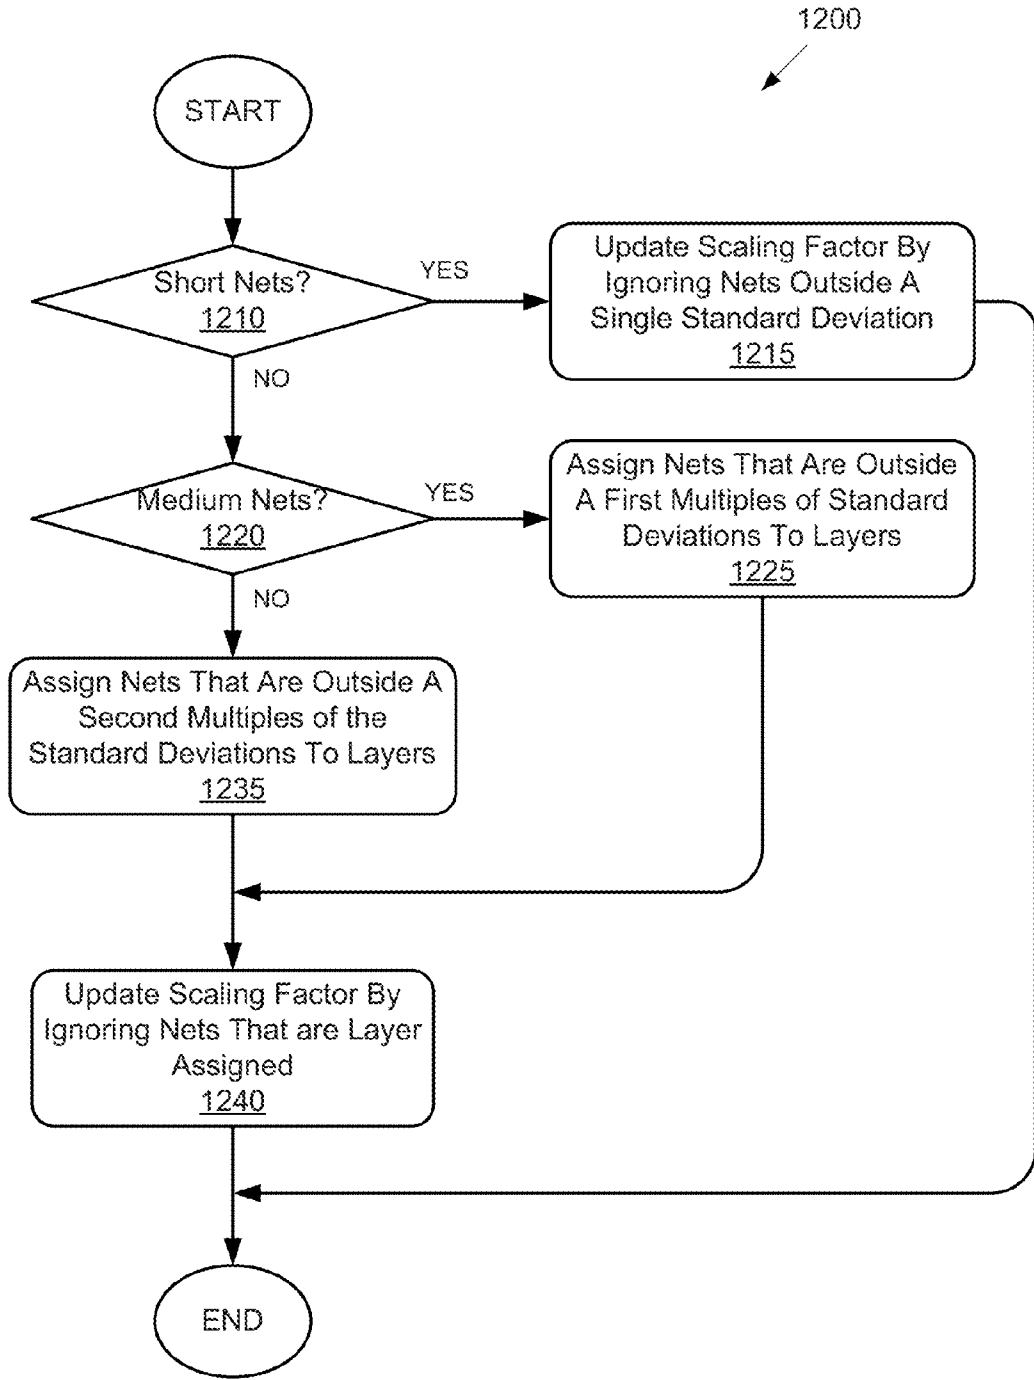 1200
START
Short Nets?
1210
YES
NO
Update Scaling Factor By
Ignoring Nets Outside A
Single Standard Deviation
1215
Medium Nets?
1220
YES
NO
Assign Nets That Are Outside
A First Multiples of Standard
Deviations To Layers
1225
Assign Nets That Are Outside A
Second Multiples of the
Standard Deviations To Layers
1235
Update Scaling Factor By
Ignoring Nets That are Layer
Assigned
1240
END